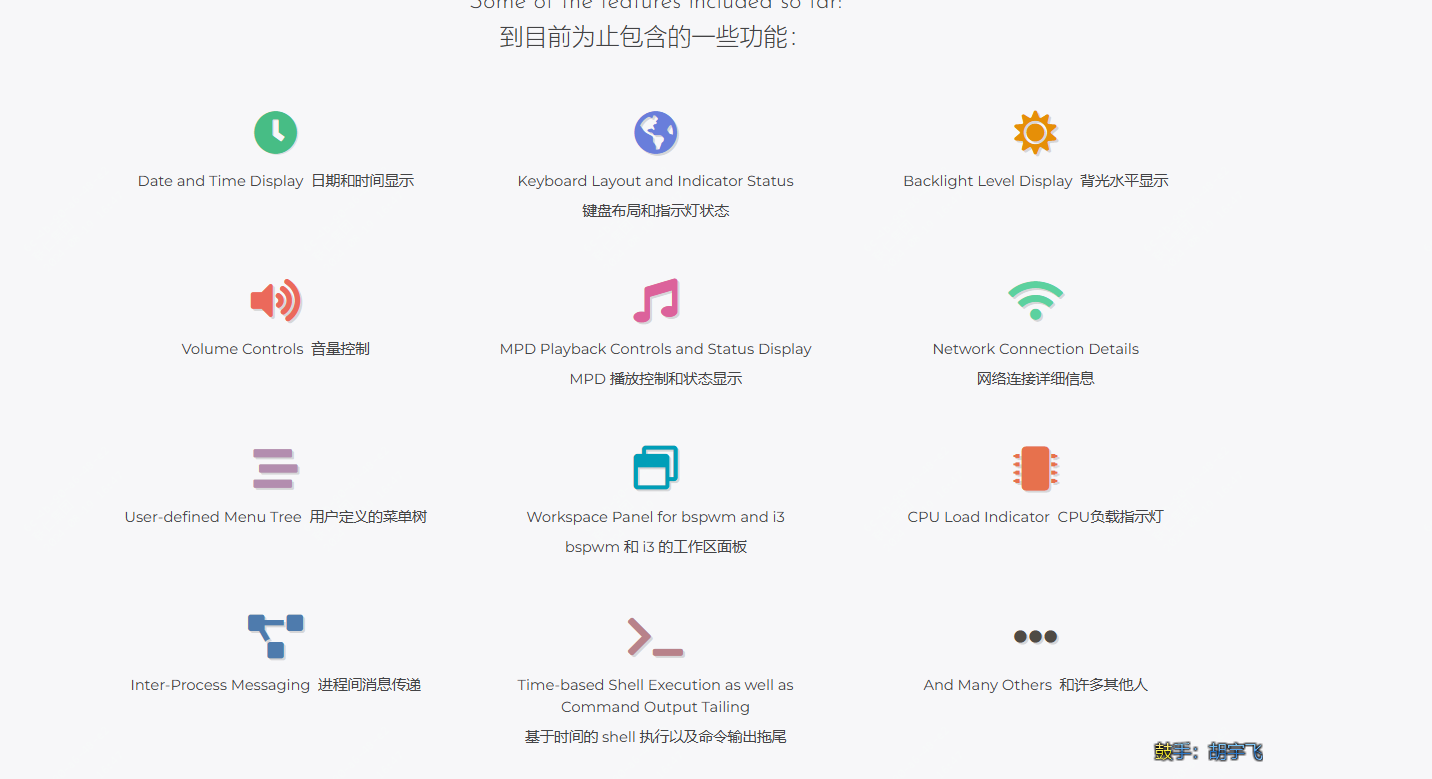 Some of the features included so far:
到目前为止包含的一些功能：
Date and Time Display 日期和时间显示
Keyboard Layout and Indicator Status
键盘布局和指示灯状态
Backlight Level Display 背光水平显示
Volume Controls 音量控制
MPD Playback Controls and Status Display
MPD 播放控制和状态显示
Network Connection Details
网络连接详细信息
User-defined Menu Tree 用户定义的菜单树
Workspace Panel for bspwm and i3
bspwm 和 i3 的工作区面板
CPU Load Indicator CPU负载指示灯
Inter-Process Messaging 进程间消息传递
Time-based Shell Execution as well as
Command Output Tailing
基于时间的 shell 执行以及命令输出拖尾
And Many Others 和许多其他人
鼓手：胡宇飞